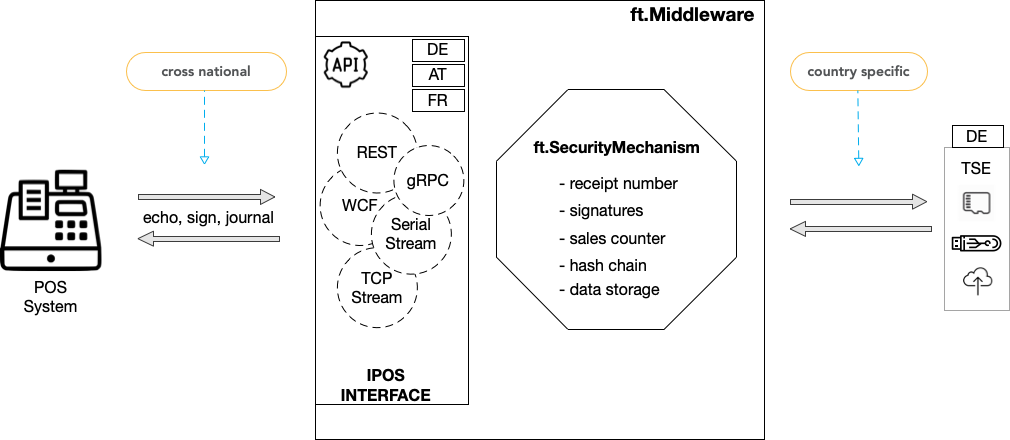 ft.Middleware
cross national
API
DE
AT
FR
country specific
REST
gRPC
WCF
Serial
Stream
TCP
Stream
IPOS
INTERFACE
ft.SecurityMechanism
- receipt number
- signatures
- sales counter
- hash chain
- data storage
echo, sign, journal
POS
System
DE
TSE